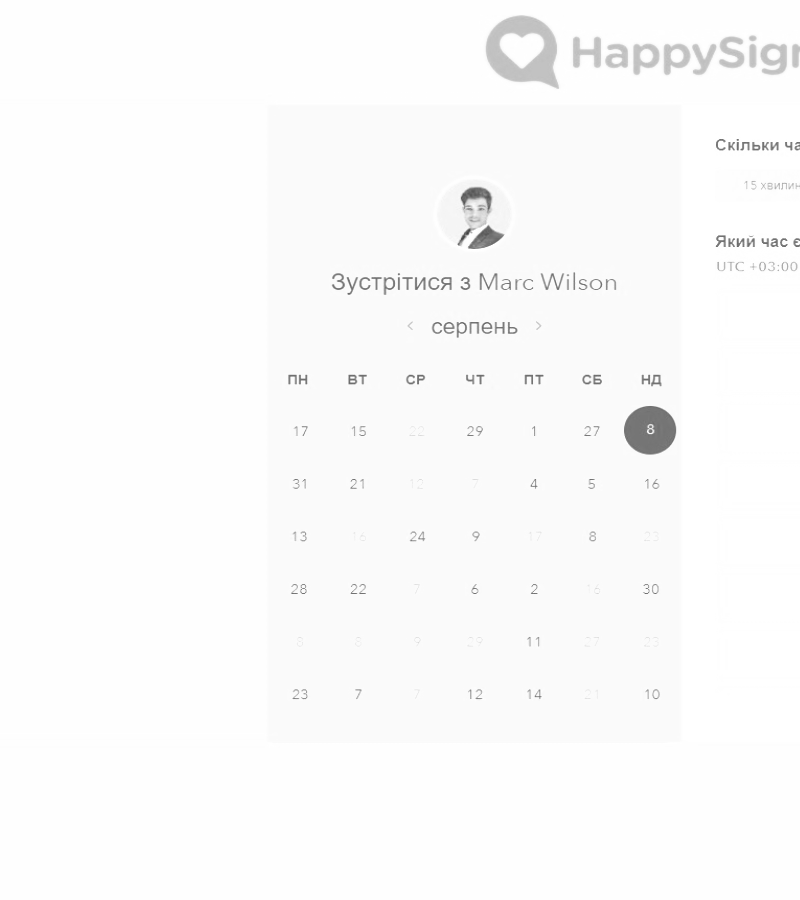 HappySign
Скільки ча
15 хвилин
Який час є
UTC +03:00
Зустрітися з Marc Wilson
серпень
ПН ВТ СР ЧТ ПТ СБ НД
17 15 22 29 1 27 8
31 21 12 7 4 5 16
13 16 24 9 17 8 23
28 22 7 6 2 16 30
8 8 9 29 11 27 23
23 7 7 12 14 21 10